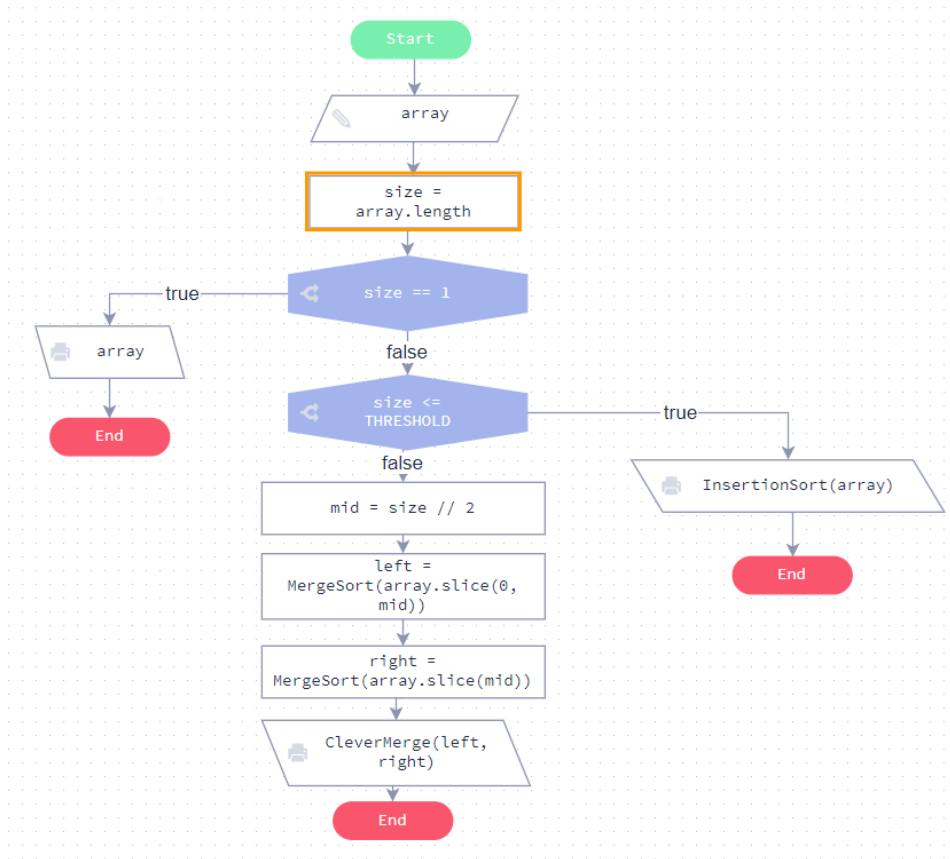 Start
array
size =
array.length
size == 1
true
array
End
false
size <=
THRESHOLD
true
InsertionSort(array)
End
false
mid = size // 2
left =
MergeSort(array.slice(0,
mid))
right =
MergeSort(array.slice(mid))
CleverMerge(left,
right)
End